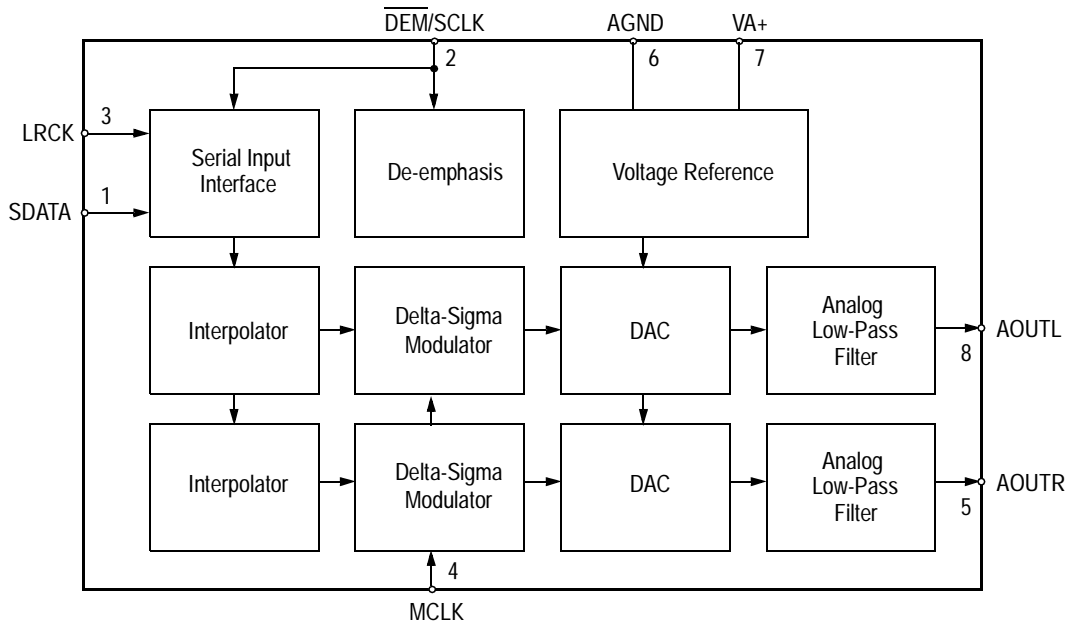 DEM/SCLK
AGND
VA+
2
6
7
LRCK
3
SDATA
1
Serial Input
Interface
De-emphasis
Voltage Reference
Interpolator
Delta-Sigma
Modulator
DAC
Analog
Low-Pass
Filter
8
AOUTL
Interpolator
Delta-Sigma
Modulator
DAC
Analog
Low-Pass
Filter
5
AOUTR
4
MCLK